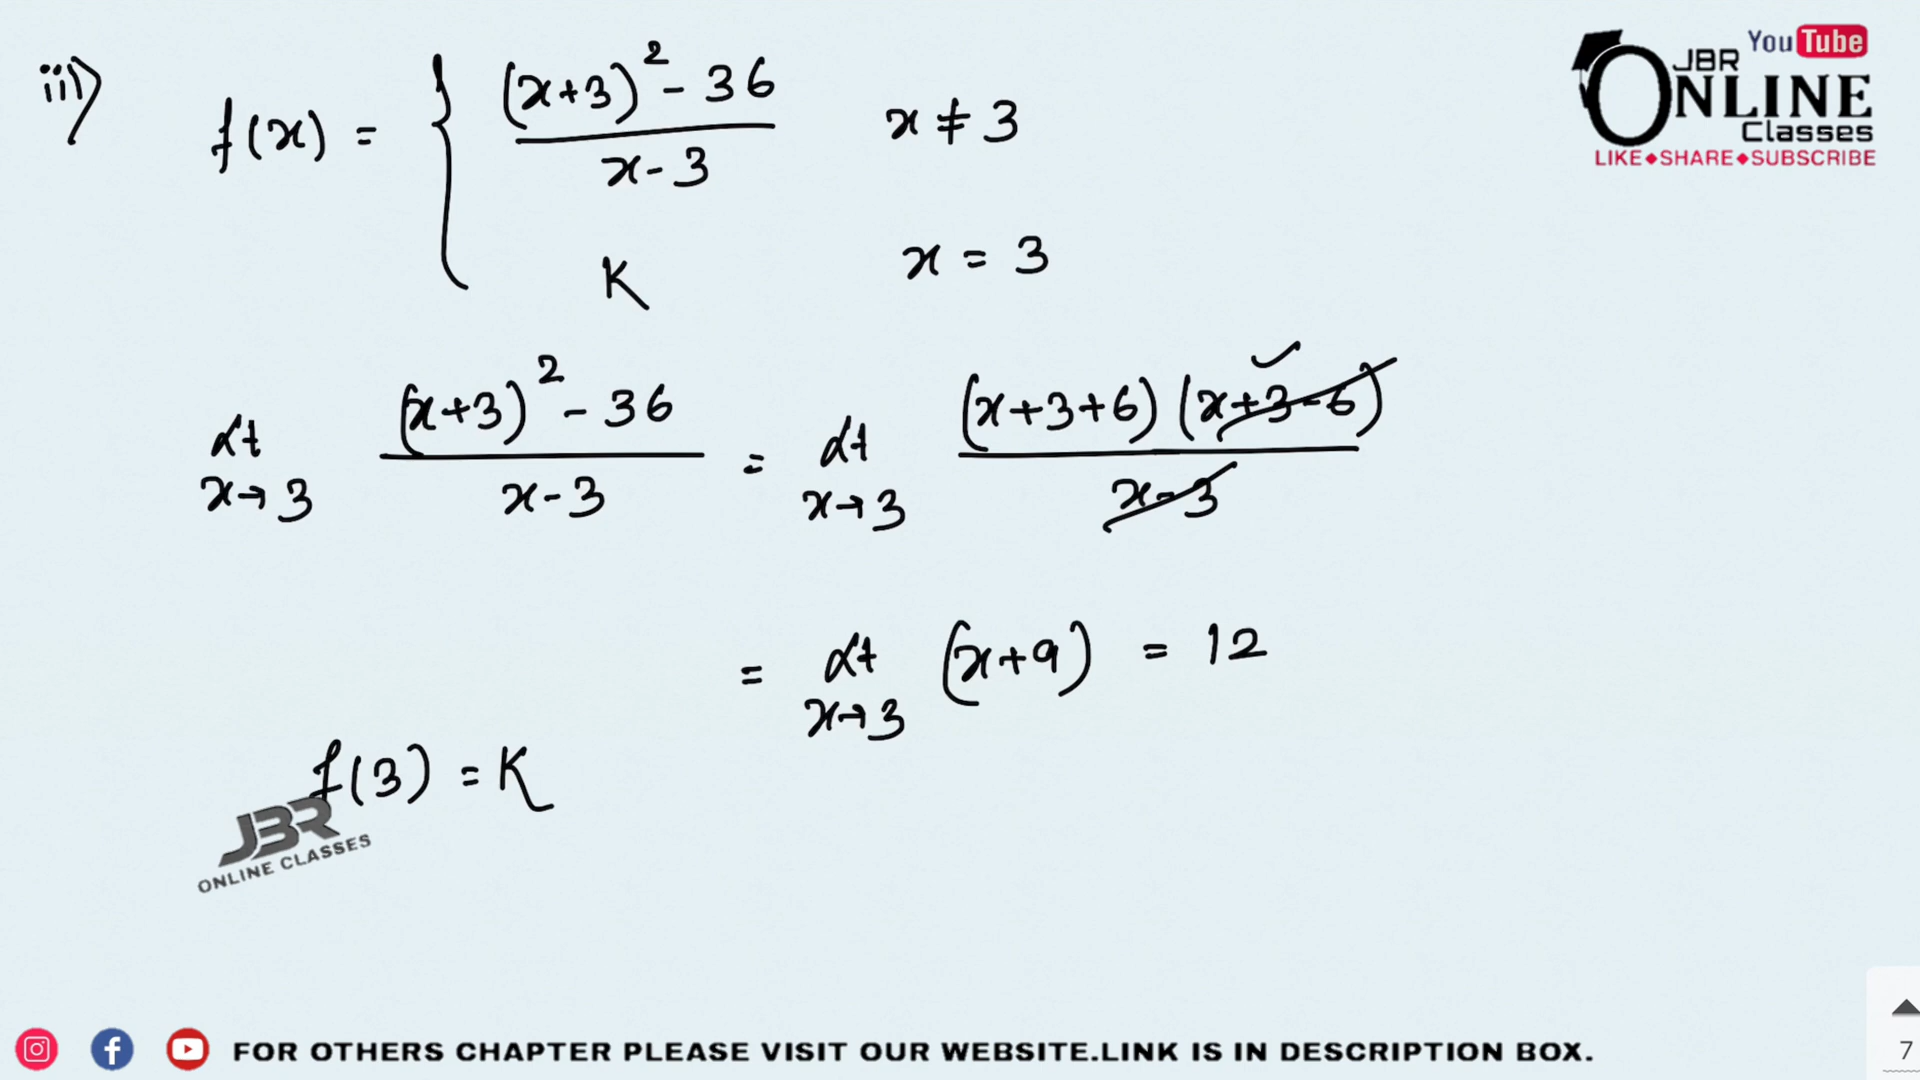 iii)
f(x) = { (x+3)² - 36 / x - 3    x ≠ 3
K    x = 3
Lt x→3 (x+3)² - 36 / x - 3 = Lt x→3 (x+3+6) (x+3-6) / x - 3
= Lt x→3 (x+9) = 12
f(3) = K
You Tube
JBR
ONLINE
Classes
LIKE◆SHARE◆SUBSCRIBE
JBR
ONLINE CLASSES
FOR OTHERS CHAPTER PLEASE VISIT OUR WEBSITE.LINK IS IN DESCRIPTION BOX.
7